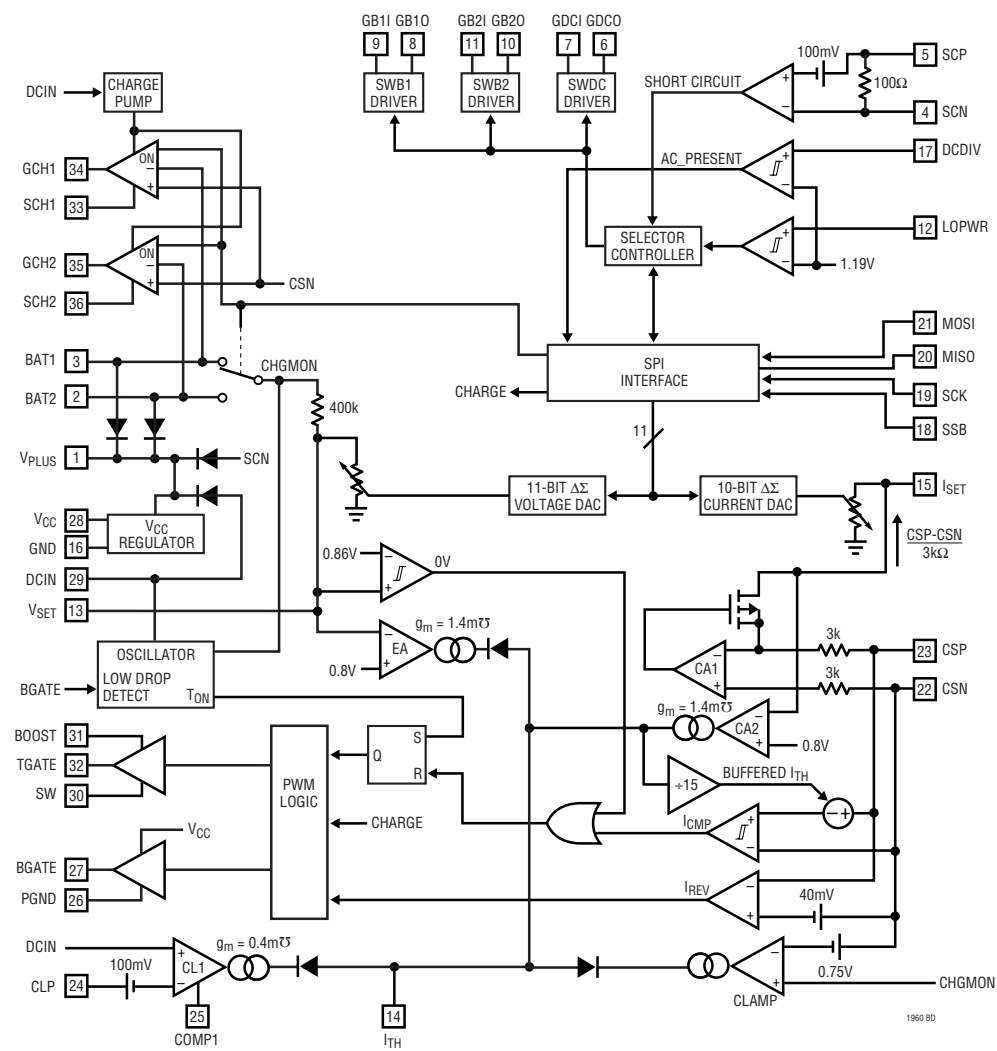 GB1I GB1O GB2I GB2O GDCI GDCO
9 8 11 10 7 6
SWB1 DRIVER
SWB2 DRIVER
SWDC DRIVER
DCIN
CHARGE PUMP
SHORT CIRCUIT
100mV
+
−
100Ω
5 SCP
4 SCN
GCH1 34
ON
−
+
SCH1 33
AC_PRESENT
+
−
17 DCDIV
GCH2 35
ON
−
+
CSN
SCH2 36
SELECTOR CONTROLLER
+
−
12 LOPWR
1.19V
BAT1 3
BAT2 2
CHGMON
400k
CHARGE
SPI INTERFACE
21 MOSI
20 MISO
19 SCK
18 SSB
11
VPLUS 1
SCN
11-BIT ΔΣ VOLTAGE DAC
10-BIT ΔΣ CURRENT DAC
15 ISET
CSP-CSN
3kΩ
VCC 28
GND 16
VCC REGULATOR
DCIN 29
VSET 13
0.86V
−
+
0V
−
EA
+
0.8V
gm = 1.4m℧
OSCILLATOR
LOW DROP DETECT
TON
BGATE
−
CA1
+
3k
3k
23 CSP
22 CSN
gm = 1.4m℧
−
CA2
+
0.8V
BOOST 31
TGATE 32
SW 30
PWM LOGIC
S
Q
R
CHARGE
÷15
BUFFERED ITH
−+
ICMP
+
−
VCC
BGATE 27
PGND 26
IREV
−
+
40mV
DCIN
CLP 24
100mV
+
CL1
−
gm = 0.4m℧
25
COMP1
14
ITH
−
+
CLAMP
0.75V
CHGMON
1960 BD